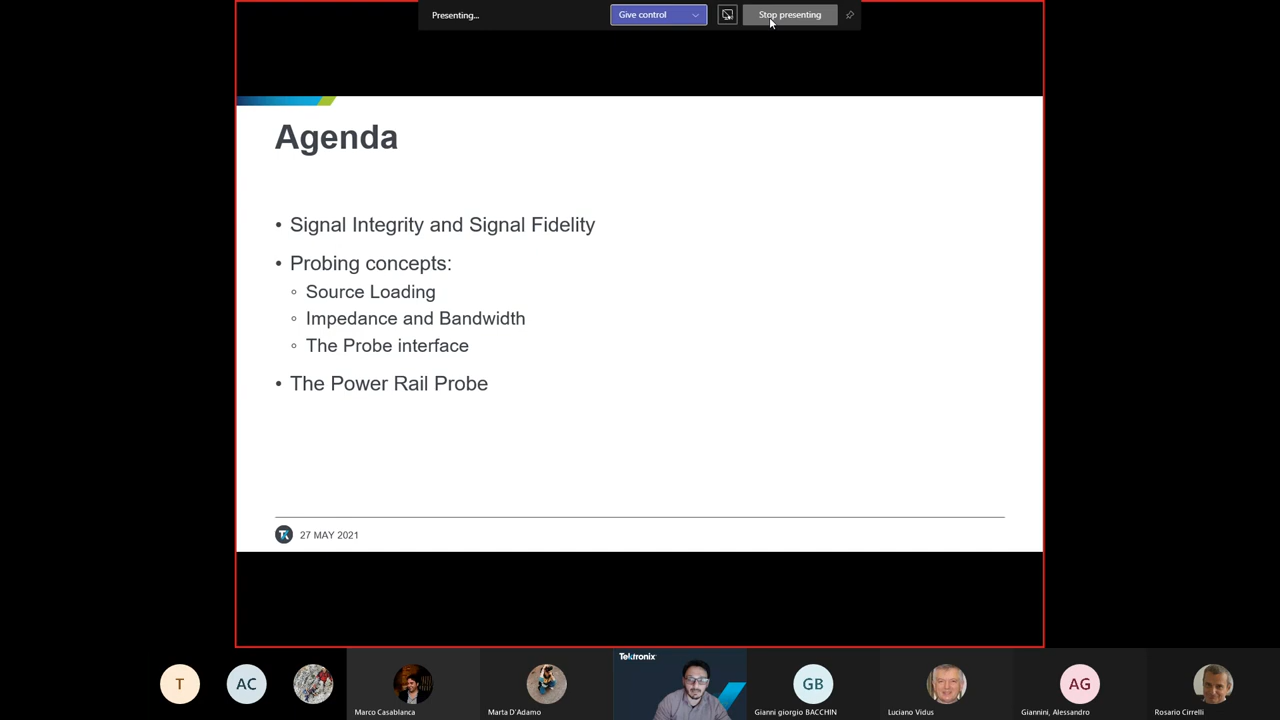 Presenting...
Give control
Stop presenting
Agenda
• Signal Integrity and Signal Fidelity
• Probing concepts:
◦ Source Loading
◦ Impedance and Bandwidth
◦ The Probe interface
• The Power Rail Probe
27 MAY 2021
Tektronix
T
AC
GB
AG
Marco Casablanca
Marta D'Adamo
Gianni giorgio BACCHIN
Luciano Vidus
Giannini, Alessandro
Rosario Cirrelli